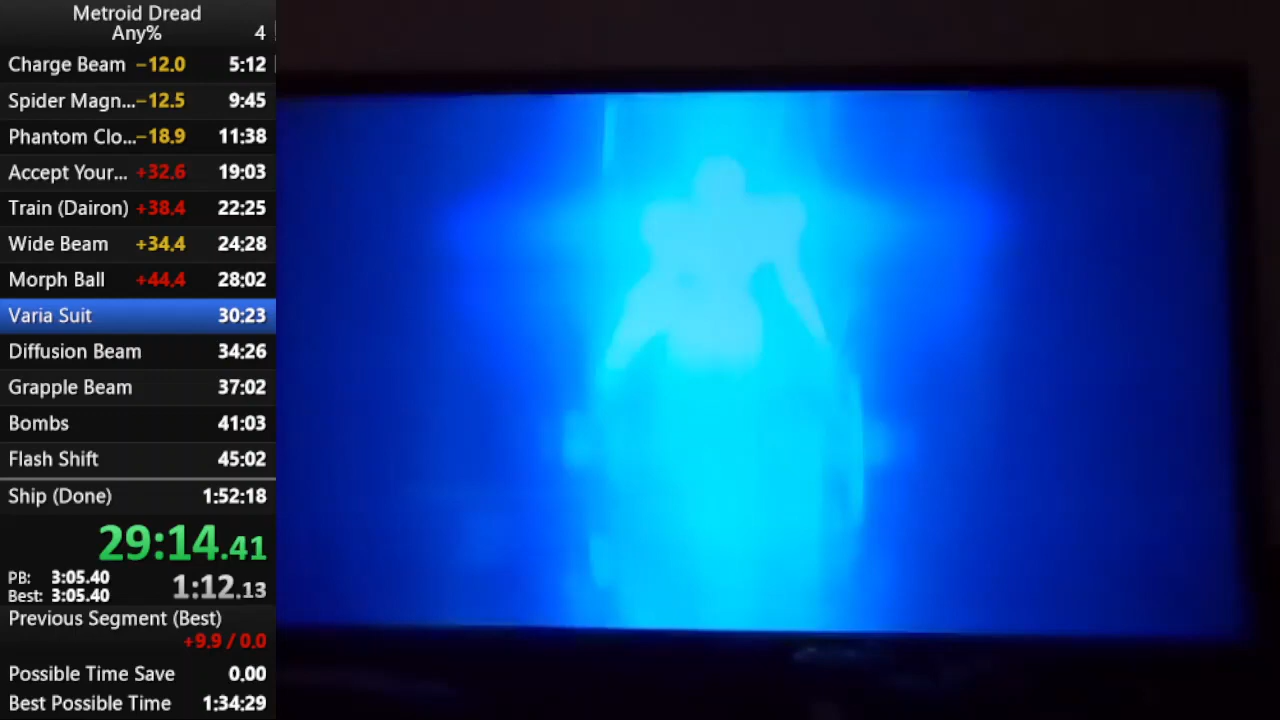 Metroid Dread
Any% 4
Charge Beam −12.0 5:12
Spider Magn...−12.5 9:45
Phantom Clo...−18.9 11:38
Accept Your... +32.6 19:03
Train (Dairon) +38.4 22:25
Wide Beam +34.4 24:28
Morph Ball +44.4 28:02
Varia Suit 30:23
Diffusion Beam 34:26
Grapple Beam 37:02
Bombs 41:03
Flash Shift 45:02
Ship (Done) 1:52:18
29:14.41
PB: 3:05.40
Best: 3:05.40
1:12.13
Previous Segment (Best)
+9.9 / 0.0
Possible Time Save 0.00
Best Possible Time 1:34:29